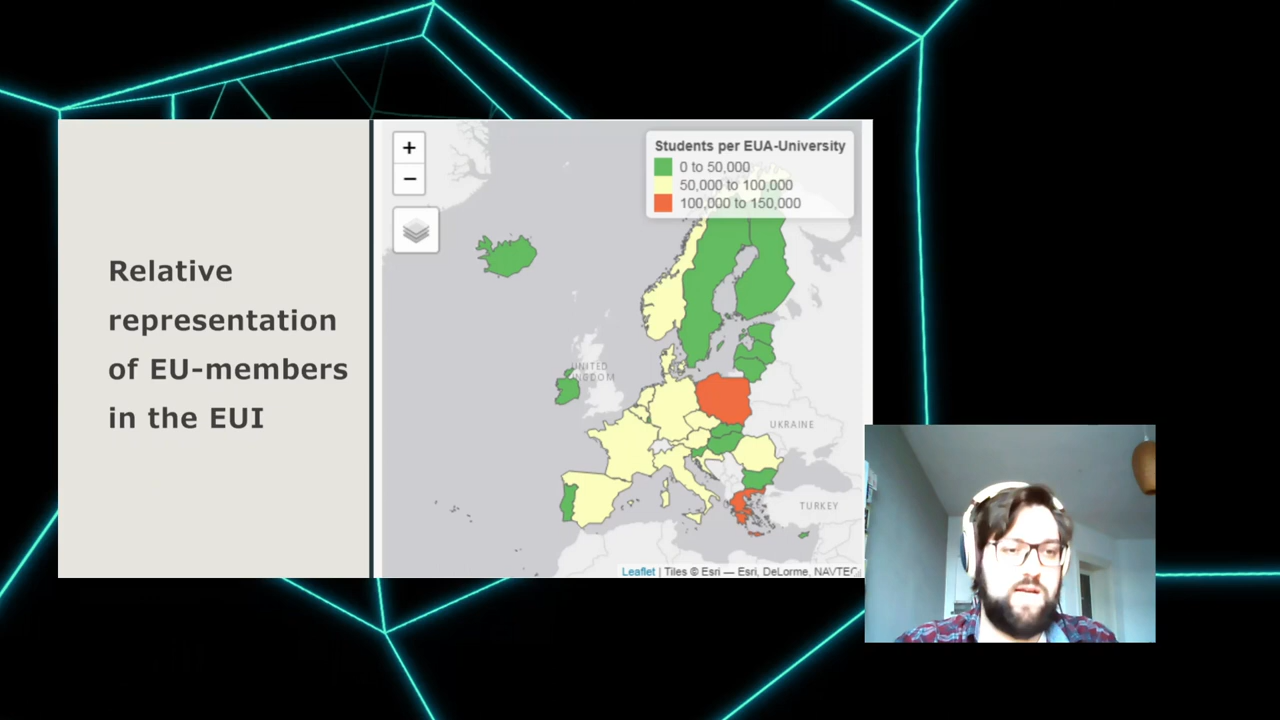 Relative
representation
of EU-members
in the EUI
+
−
Students per EUA-University
0 to 50,000
50,000 to 100,000
100,000 to 150,000
UNITED
KINGDOM
UKRAINE
TURKEY
Leaflet | Tiles © Esri — Esri, DeLorme, NAVTEQ